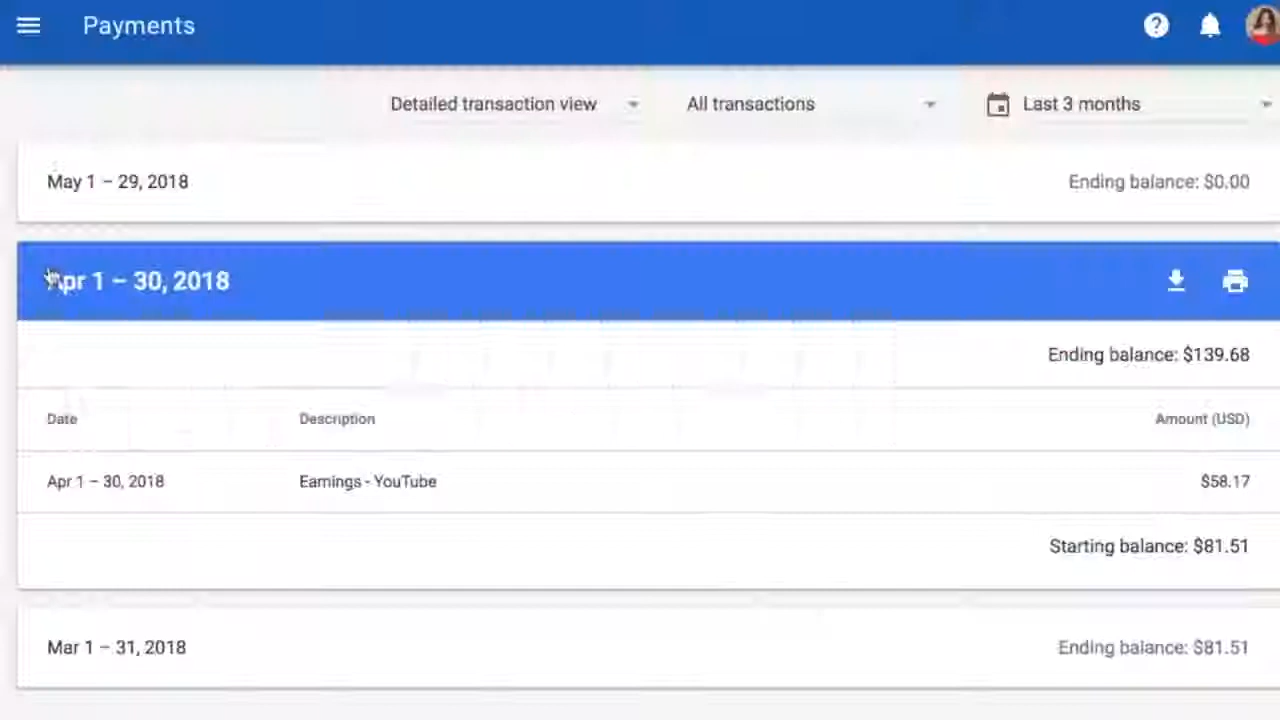 Payments
Detailed transaction view All transactions Last 3 months
May 1 – 29, 2018 Ending balance: $0.00
Apr 1 – 30, 2018
Ending balance: $139.68
Date Description Amount (USD)
Apr 1 – 30, 2018 Earnings - YouTube $58.17
Starting balance: $81.51
Mar 1 – 31, 2018 Ending balance: $81.51